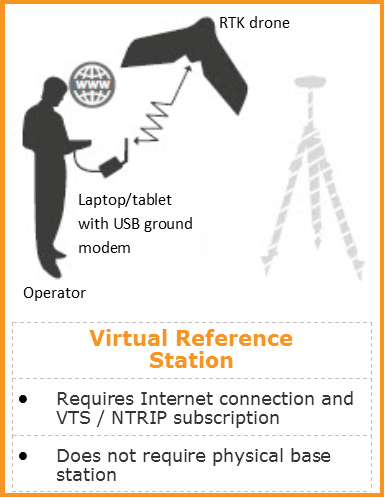 RTK drone
WWW
Laptop/tablet
with USB ground
modem
Operator
Virtual Reference
Station
● Requires Internet connection and
VTS / NTRIP subscription
● Does not require physical base
station